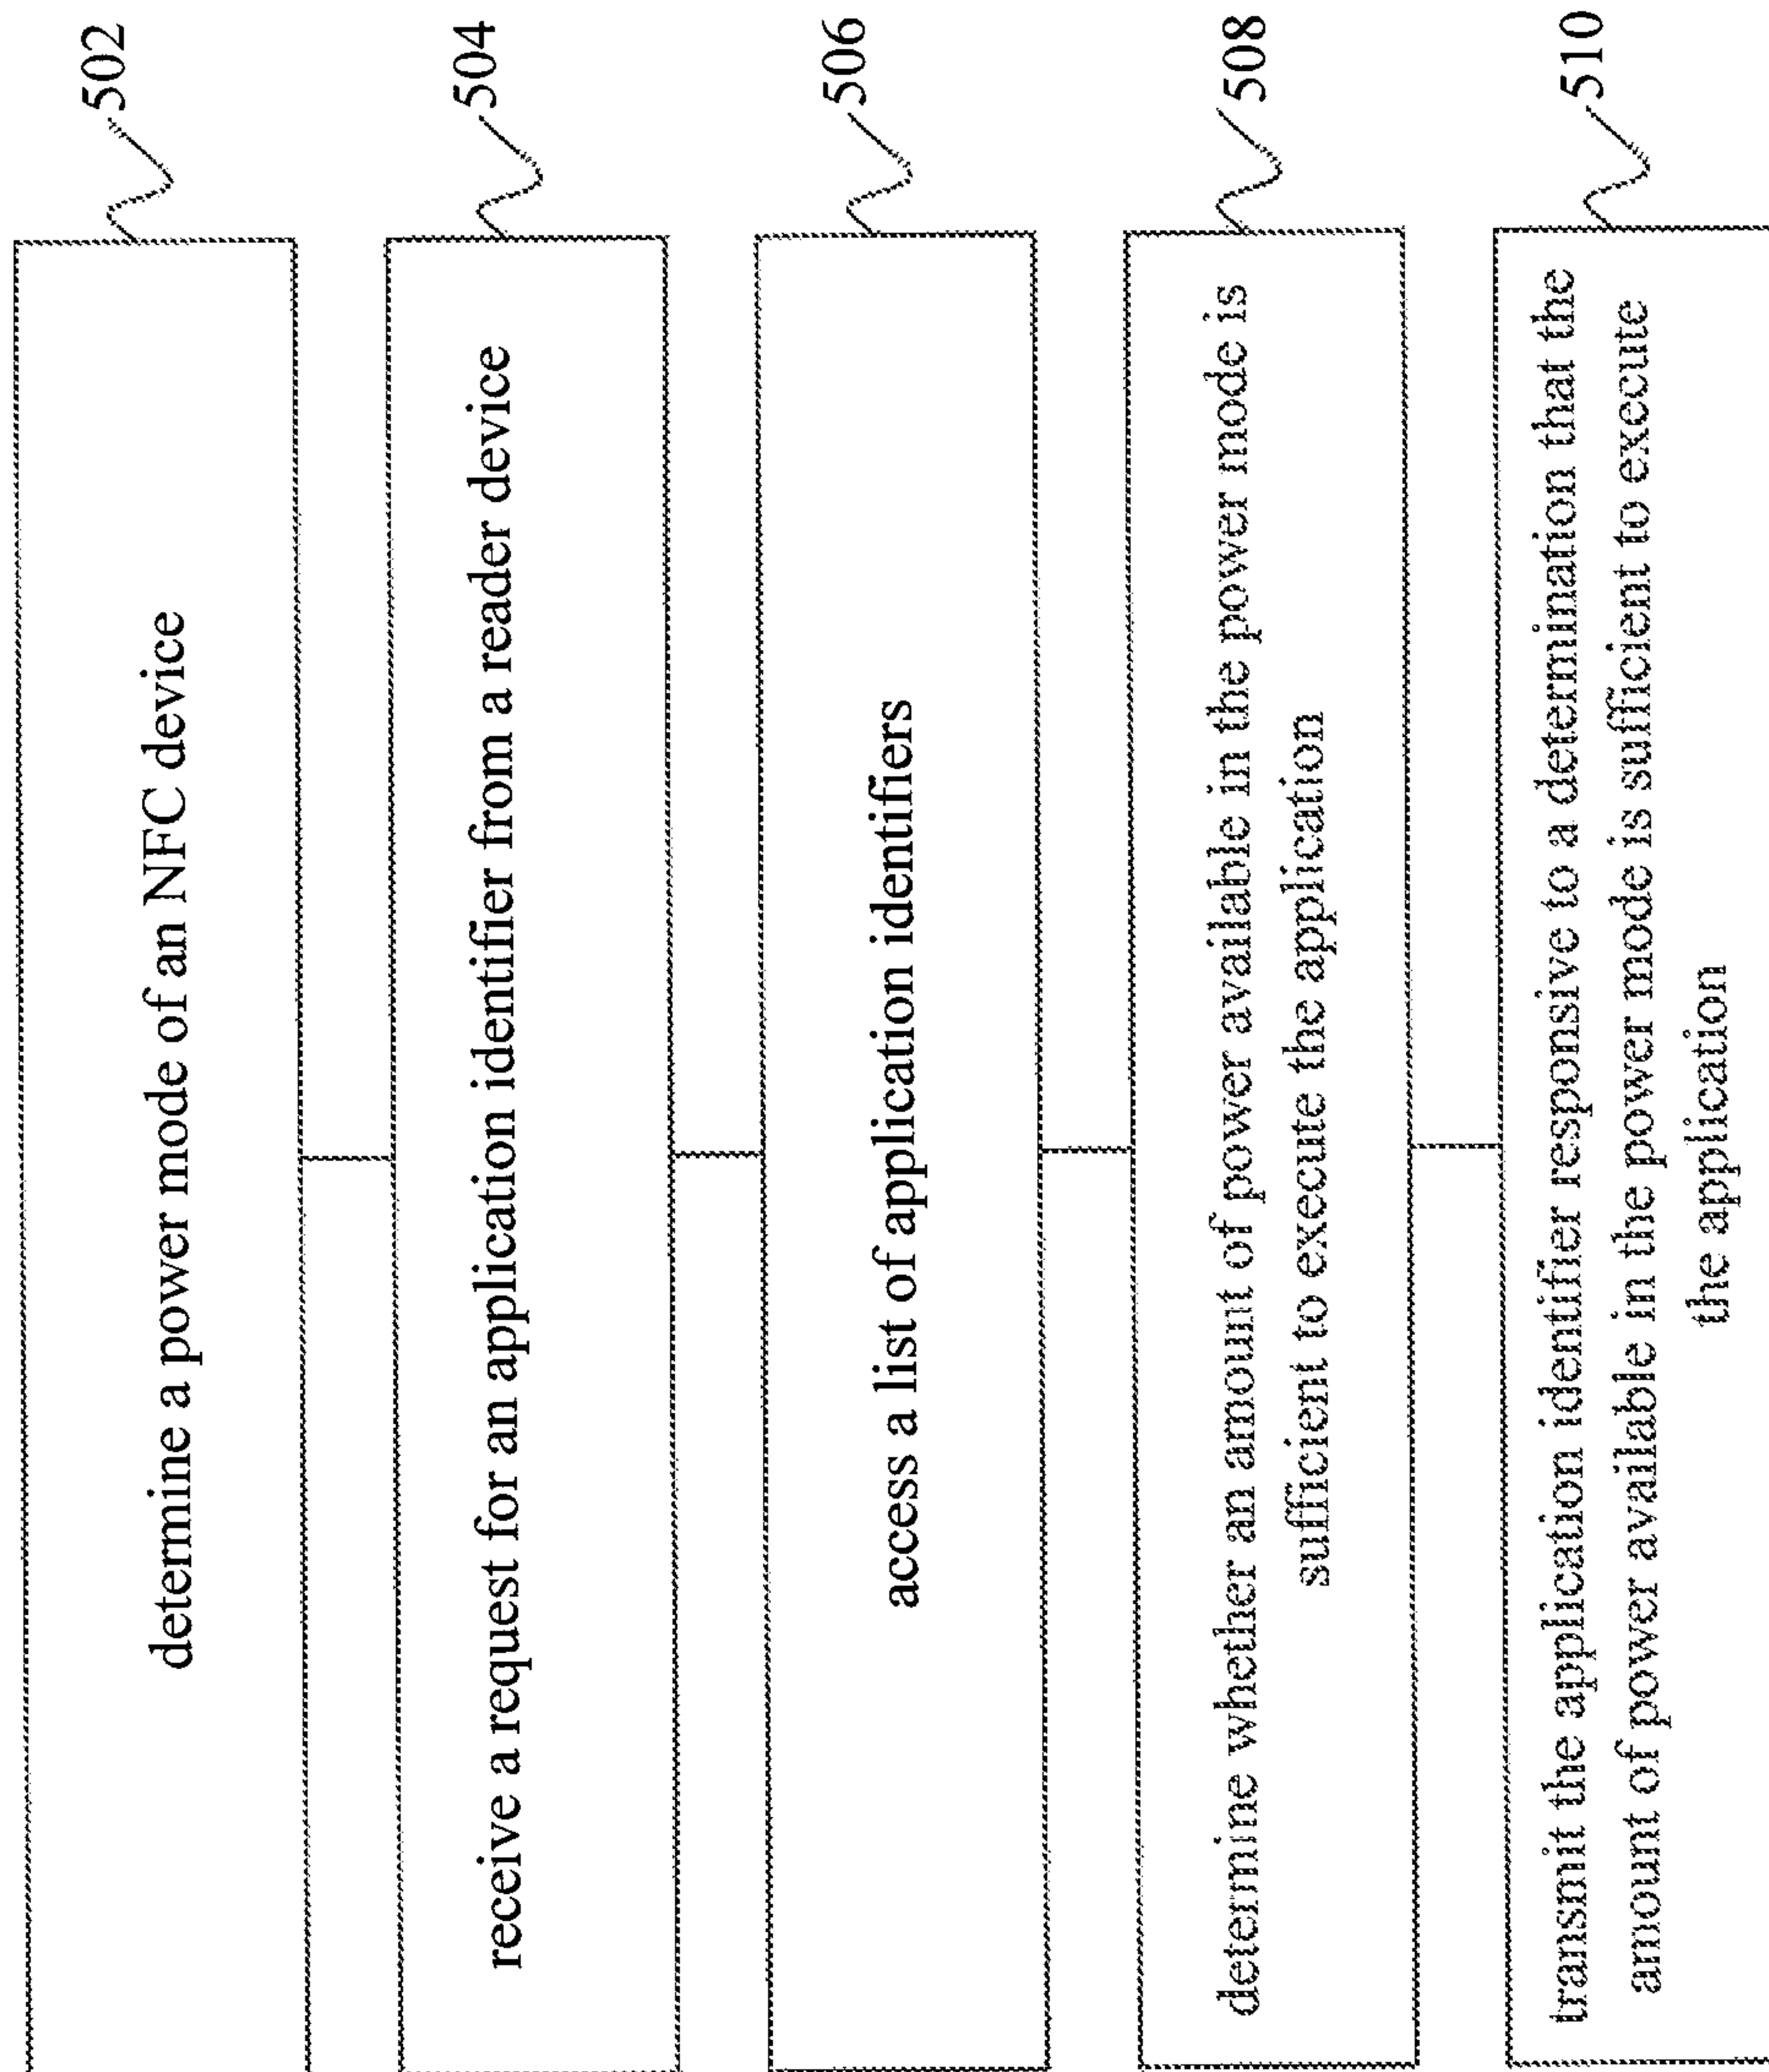 determine a power mode of an NFC device
502
receive a request for an application identifier from a reader device
504
access a list of application identifiers
506
determine whether an amount of power available in the power mode is
sufficient to execute the application
508
transmit the application identifier responsive to a determination that the
amount of power available in the power mode is sufficient to execute
the application
510